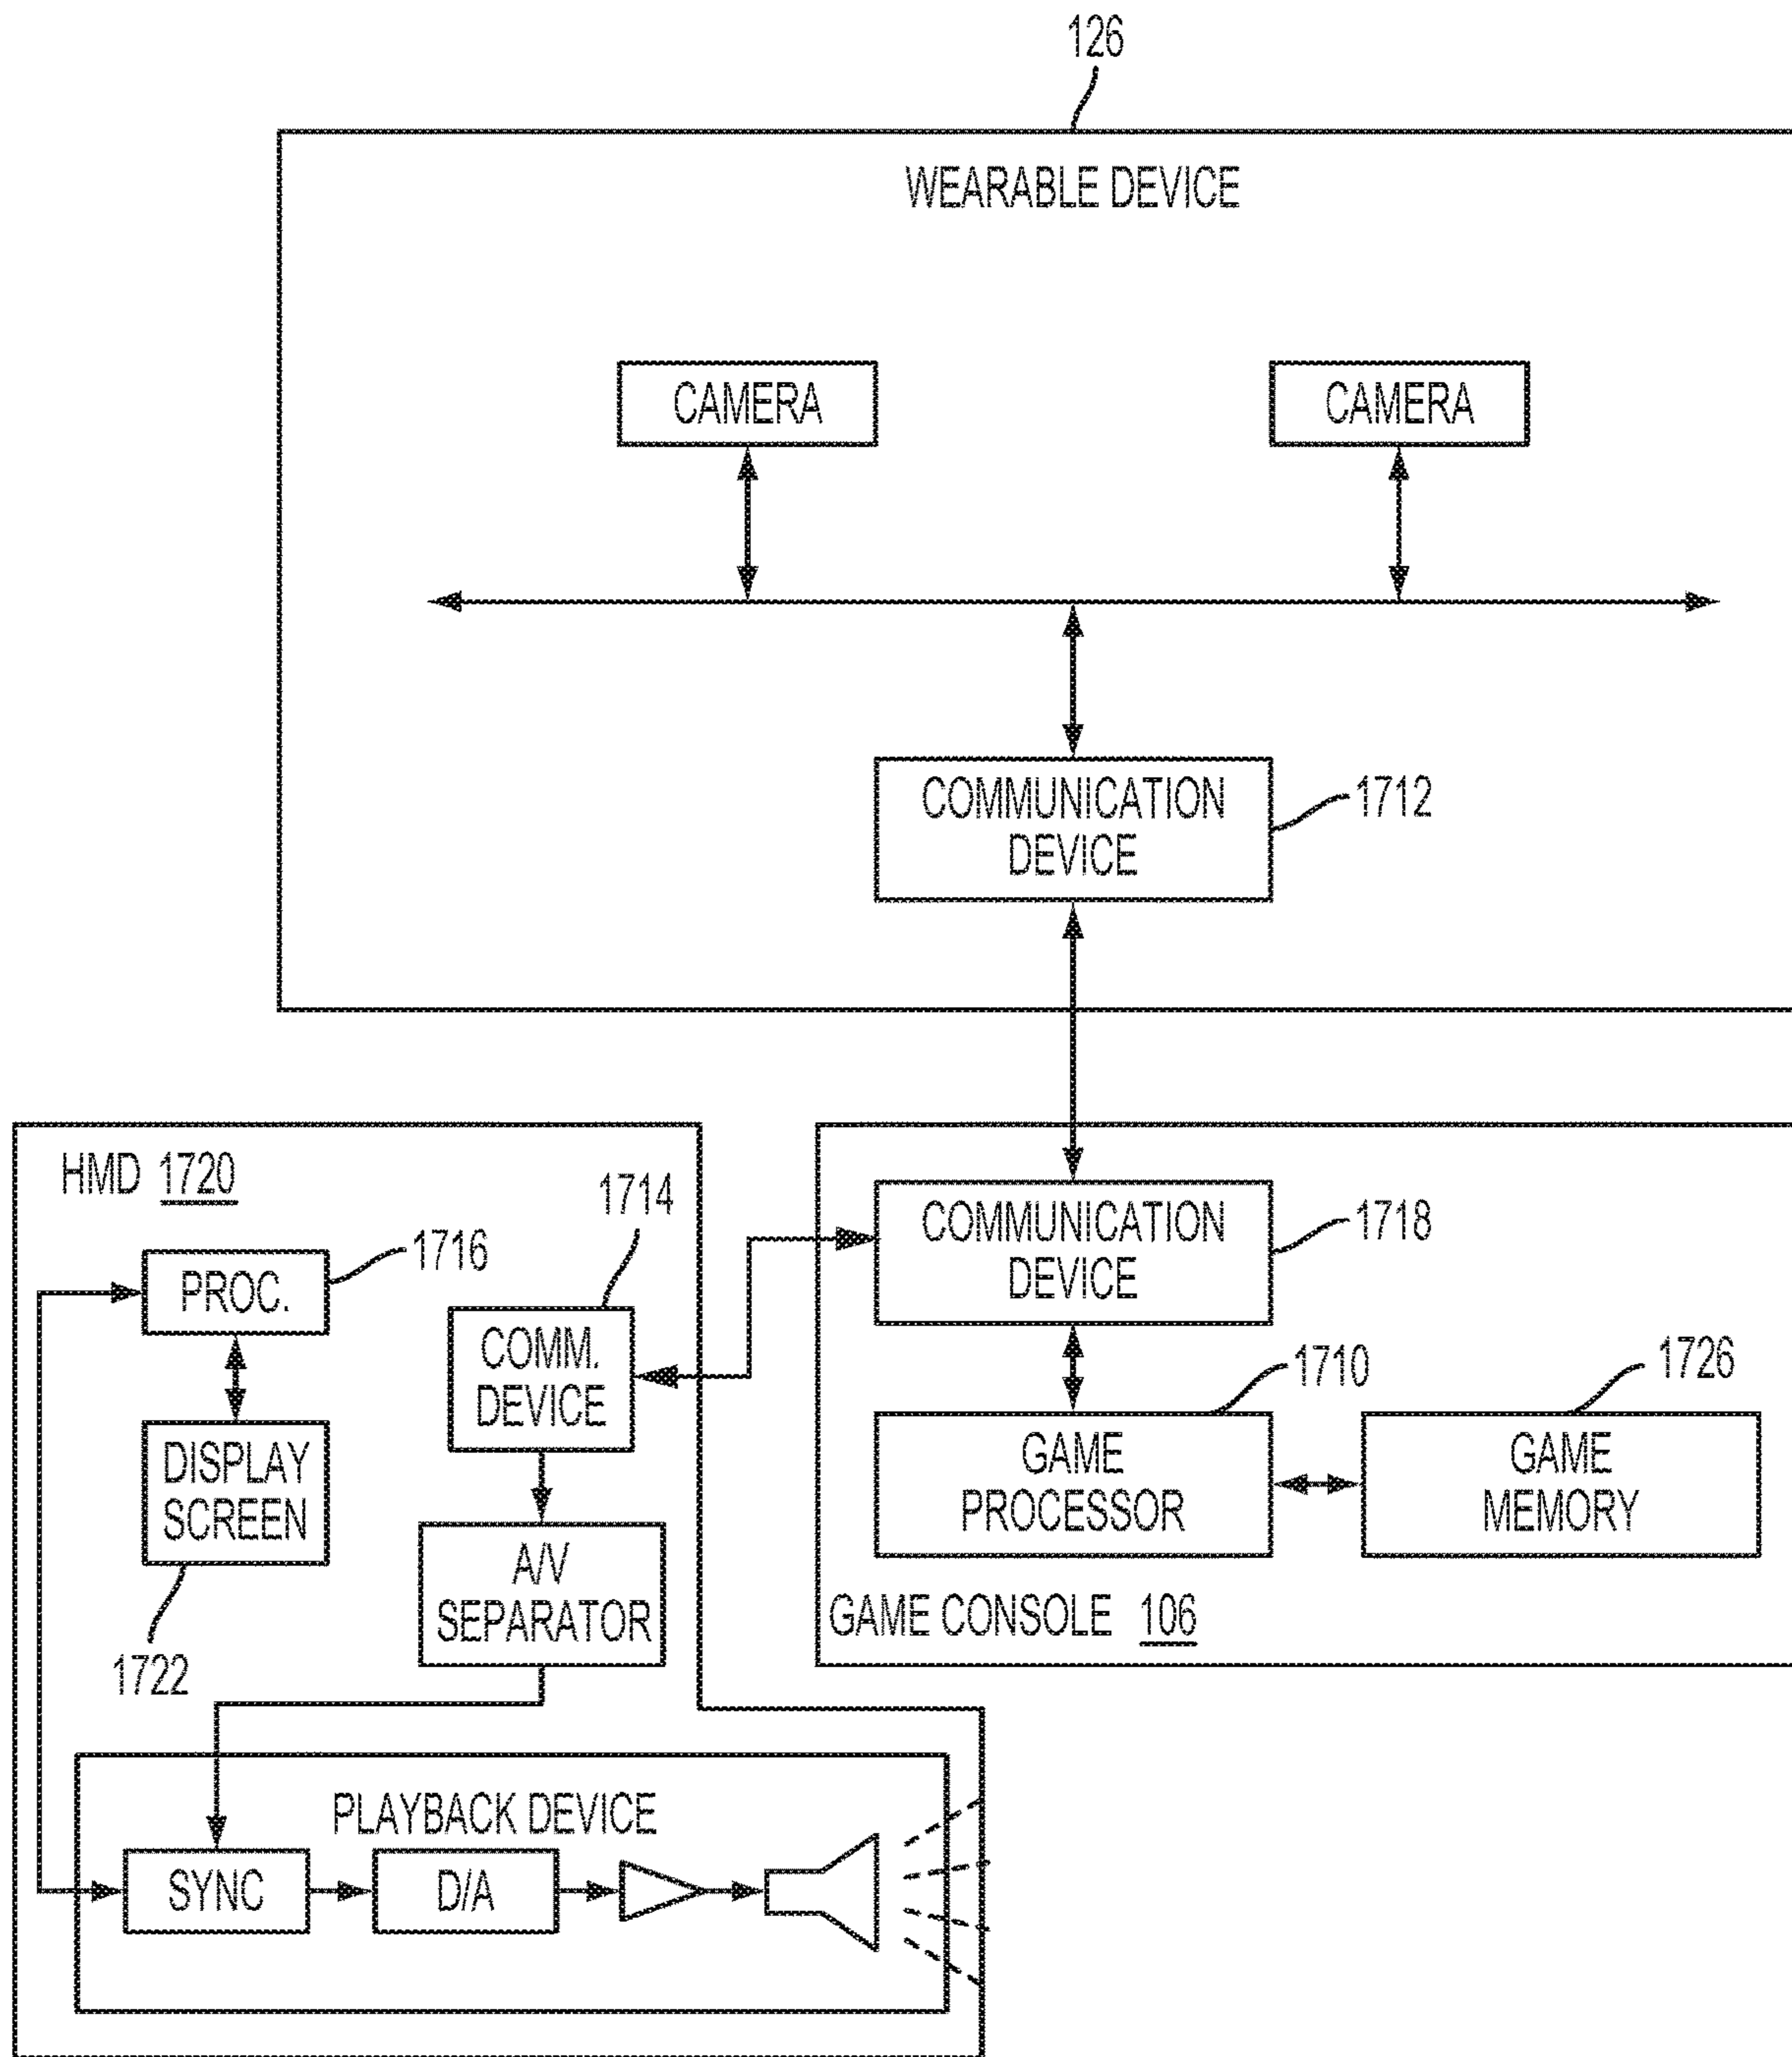 126
WEARABLE DEVICE
CAMERA
CAMERA
COMMUNICATION
DEVICE
1712
HMD 1720
1714
1716
PROC.
COMM.
DEVICE
DISPLAY
SCREEN
1722
A/V
SEPARATOR
COMMUNICATION
DEVICE
1718
1710
1726
GAME
PROCESSOR
GAME
MEMORY
GAME CONSOLE 106
PLAYBACK DEVICE
SYNC
D/A